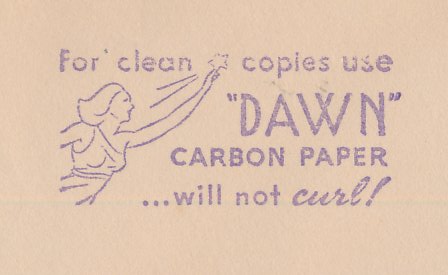 For clean copies use
"DAWN"
CARBON PAPER
...will not curl!